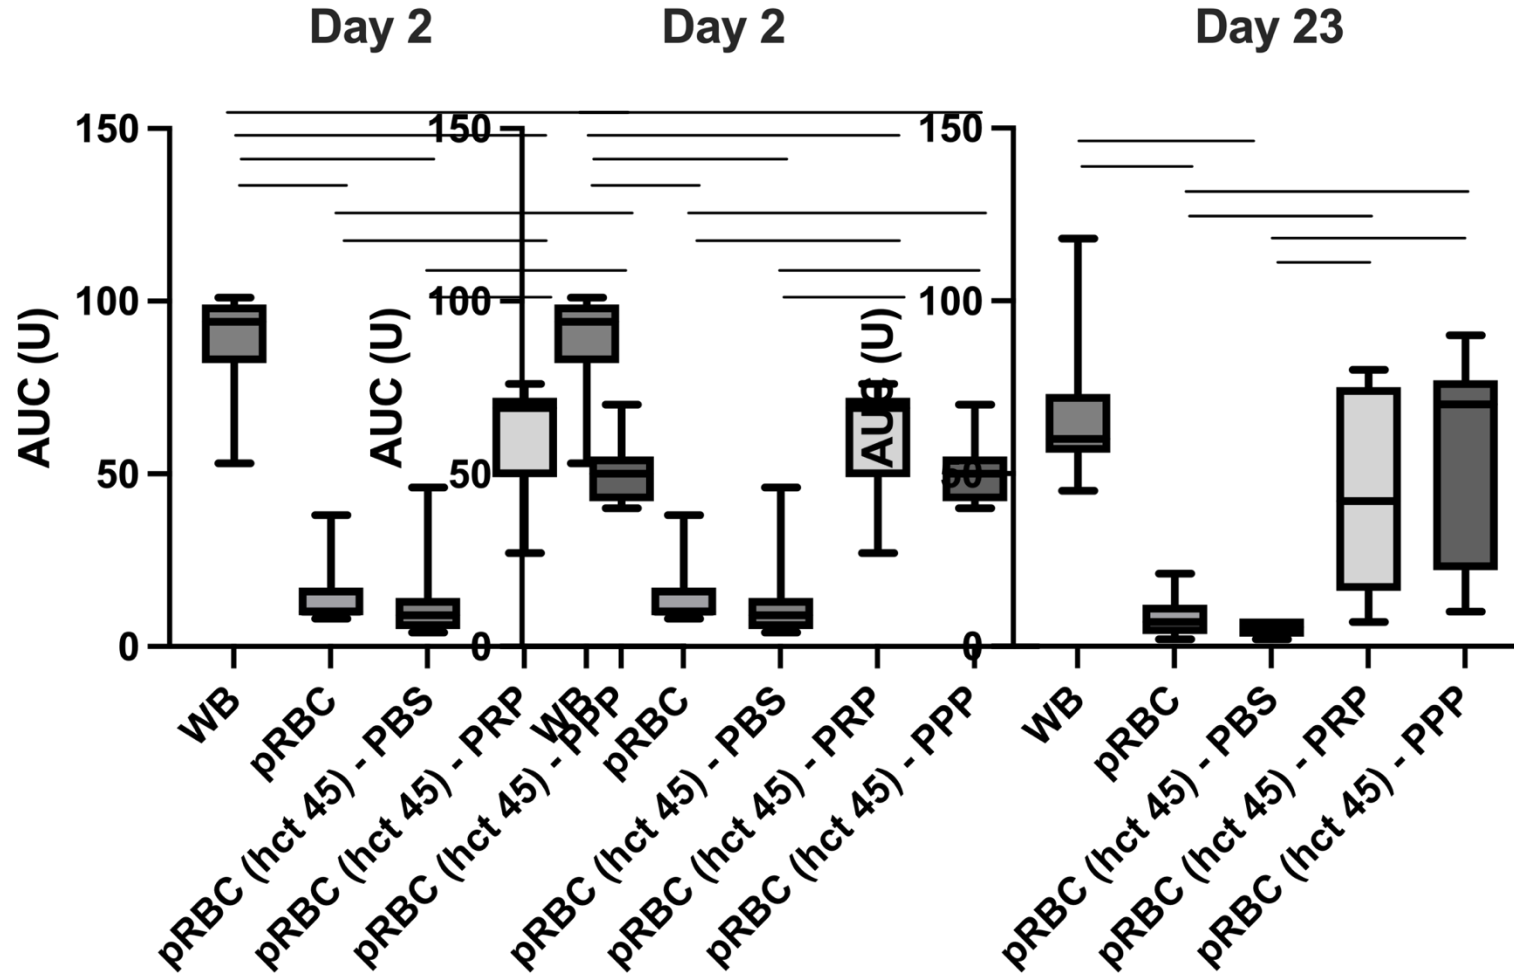 Day 2
Day 2
Day 23
AUC (U)
150
100
50
0
WB
pRBC
pRBC (hct 45) - PBS
pRBC (hct 45) - PRP
pRBC (hct 45) - PPP
AUC (U)
150
100
50
0
WB
pRBC
pRBC (hct 45) - PBS
pRBC (hct 45) - PRP
pRBC (hct 45) - PPP
AUC (U)
150
100
50
0
WB
pRBC
pRBC (hct 45) - PBS
pRBC (hct 45) - PRP
pRBC (hct 45) - PPP